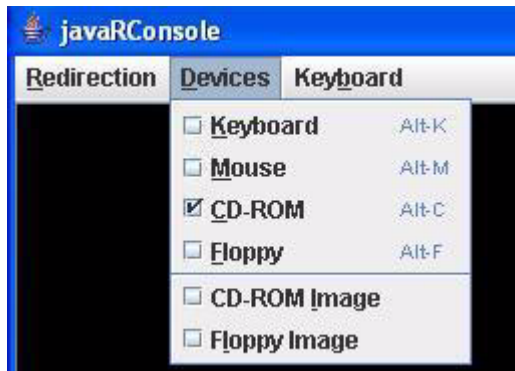 javaRConsole
Redirection Devices Keyboard
Keyboard Alt-K
Mouse Alt-M
CD-ROM Alt-C
Floppy Alt-F
CD-ROM Image
Floppy Image